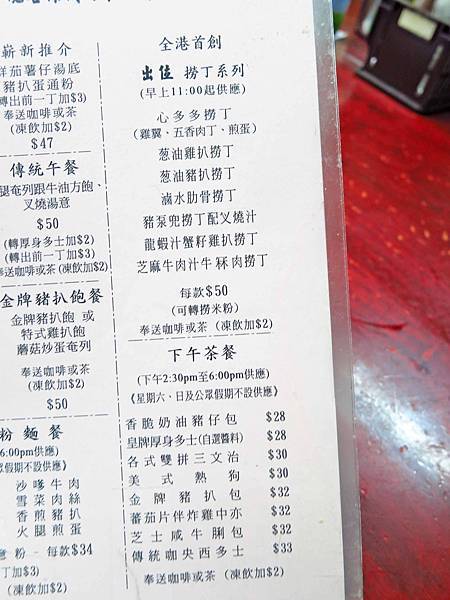 嶄新推介
鮮茄薯仔湯底
豬扒蛋通粉
轉出前一丁加$3)
奉送咖啡或茶
(凍飲加$2)
$47
傳統午餐
腿奄列跟牛油方飽、
叉燒湯意
$50
(轉厚身多士加$2)
(轉出前一丁加$3)
奉送咖啡或茶(凍飲加$2)
金牌豬扒飽餐
金牌豬扒飽 或
特式雞扒飽
蘑菇炒蛋奄列
奉送咖啡或茶
(凍飲加$2)
$50
粉麵餐
6:00pm供應)
眾假期不設供應》
沙嗲牛肉
雪菜肉絲
香煎豬扒
火腿煎蛋
意粉 - 每款$34
丁加$3)
(凍飲加$2)
全港首創
出位 撈丁系列
(早上11:00起供應)
心多多撈丁
(雞翼、五香肉丁、煎蛋)
葱油雞扒撈丁
葱油豬扒撈丁
滷水肋骨撈丁
豬泵兜撈丁配叉燒汁
龍蝦汁蟹籽雞扒撈丁
芝麻牛肉汁牛冧肉撈丁
每款$50
(可轉撈米粉)
奉送咖啡或茶 (凍飲加$2)
下午茶餐
(下午2:30pm至6:00pm供應)
《星期六、日及公眾假期不設供應》
香脆奶油豬仔包 $28
皇牌厚身多士(自選醬料) $28
各式雙拼三文治 $30
美式熱狗 $30
金牌豬扒包 $32
蕃茄片伴炸雞中亦 $32
芝士咸牛脷包 $32
傳統咖央西多士 $33
奉送咖啡或茶 (凍飲加$2)